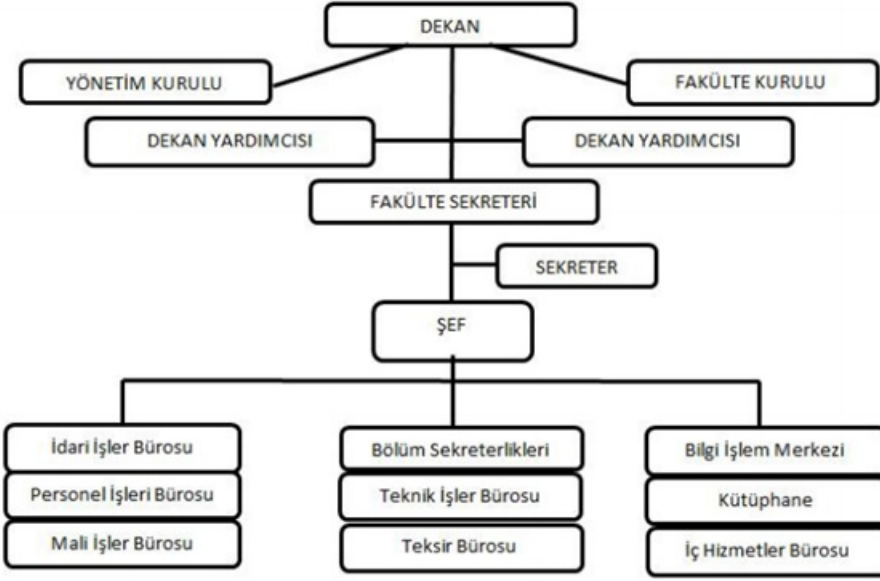 DEKAN
YÖNETİM KURULU
FAKÜLTE KURULU
DEKAN YARDIMCISI
DEKAN YARDIMCISI
FAKÜLTE SEKRETERİ
SEKRETER
ŞEF
İdari İşler Bürosu
Personel İşleri Bürosu
Mali İşler Bürosu
Bölüm Sekreterlikleri
Teknik İşler Bürosu
Teksir Bürosu
Bilgi İşlem Merkezi
Kütüphane
İç Hizmetler Bürosu